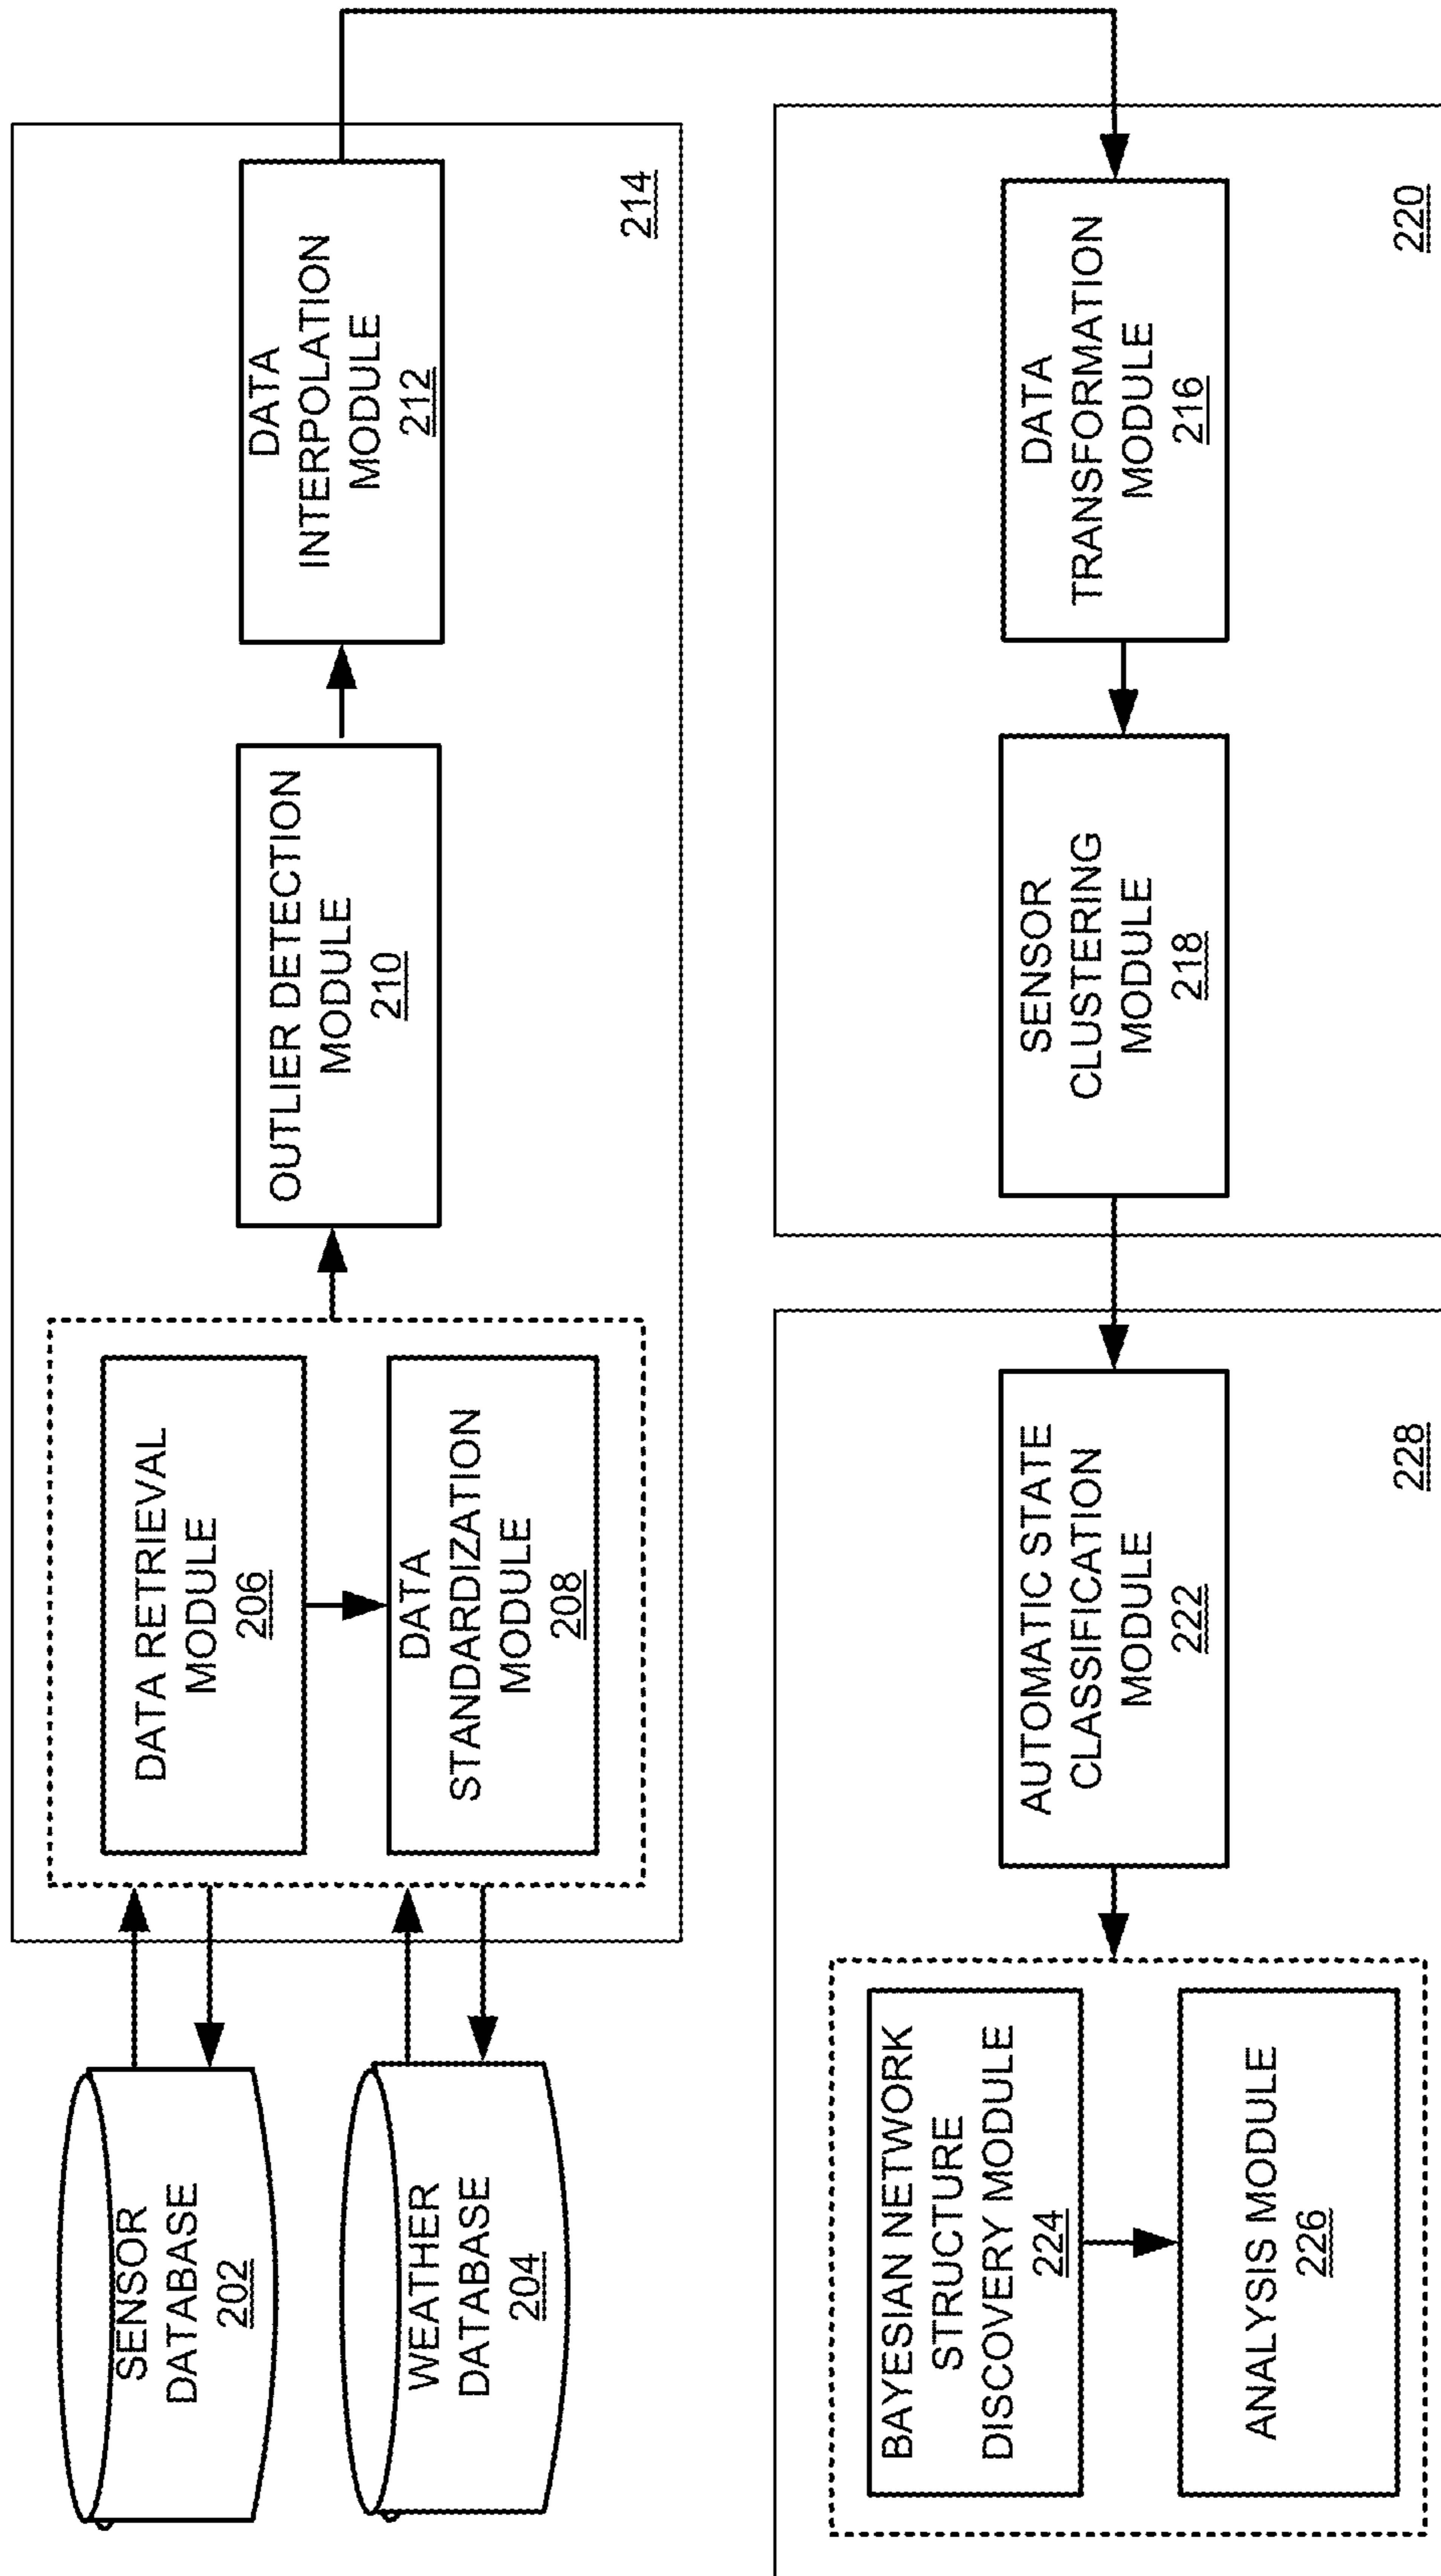 SENSOR
DATABASE
202
WEATHER
DATABASE
204
DATA RETRIEVAL
MODULE
206
DATA
STANDARDIZATION
MODULE
208
OUTLIER DETECTION
MODULE
210
DATA
INTERPOLATION
MODULE
212
214
DATA
TRANSFORMATION
MODULE
216
SENSOR
CLUSTERING
MODULE
218
220
AUTOMATIC STATE
CLASSIFICATION
MODULE
222
BAYESIAN NETWORK
STRUCTURE
DISCOVERY MODULE
224
ANALYSIS MODULE
226
228